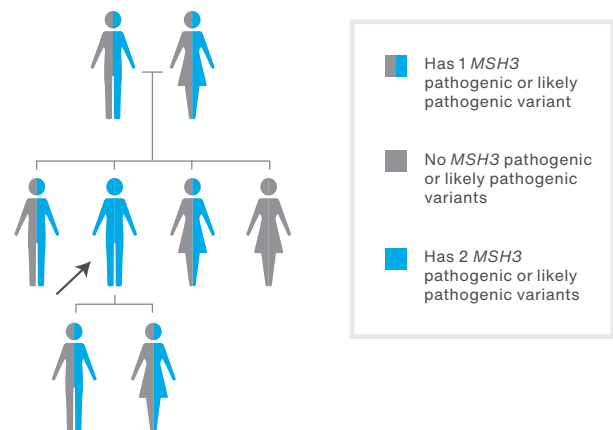 Has 1 MSH3
pathogenic or likely
pathogenic variant
No MSH3 pathogenic
or likely pathogenic
variants
Has 2 MSH3
pathogenic or likely
pathogenic variants